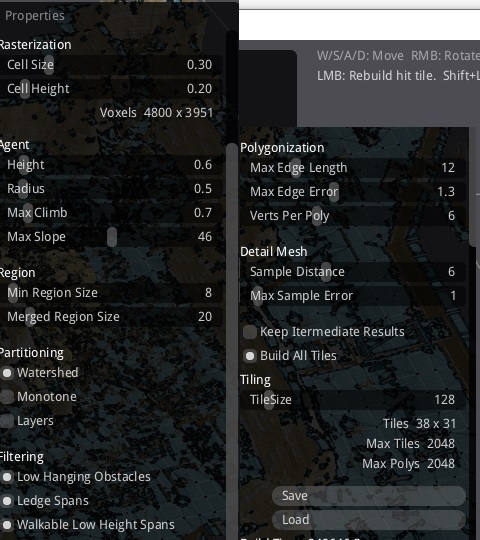 Properties
Rasterization
Cell Size 0.30
Cell Height 0.20
Voxels 4800 x 3951
Agent
Height 0.6
Radius 0.5
Max Climb 0.7
Max Slope 46
Region
Min Region Size 8
Merged Region Size 20
Partitioning
Watershed
Monotone
Layers
Filtering
Low Hanging Obstacles
Ledge Spans
Walkable Low Height Spans
W/S/A/D: Move RMB: Rotate
LMB: Rebuild hit tile. Shift+L
Polygonization
Max Edge Length 12
Max Edge Error 1.3
Verts Per Poly 6
Detail Mesh
Sample Distance 6
Max Sample Error 1
Keep Itermediate Results
Build All Tiles
Tiling
TileSize 128
Tiles 38 x 31
Max Tiles 2048
Max Polys 2048
Save
Load